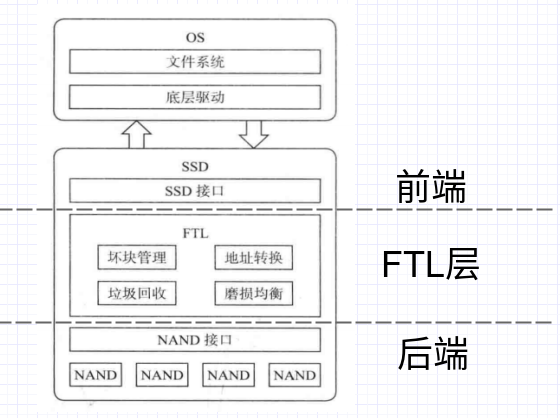 OS
文件系统
底层驱动
SSD
SSD 接口
前端
FTL
坏块管理
地址转换
垃圾回收
磨损均衡
FTL层
NAND 接口
NAND NAND NAND NAND
后端